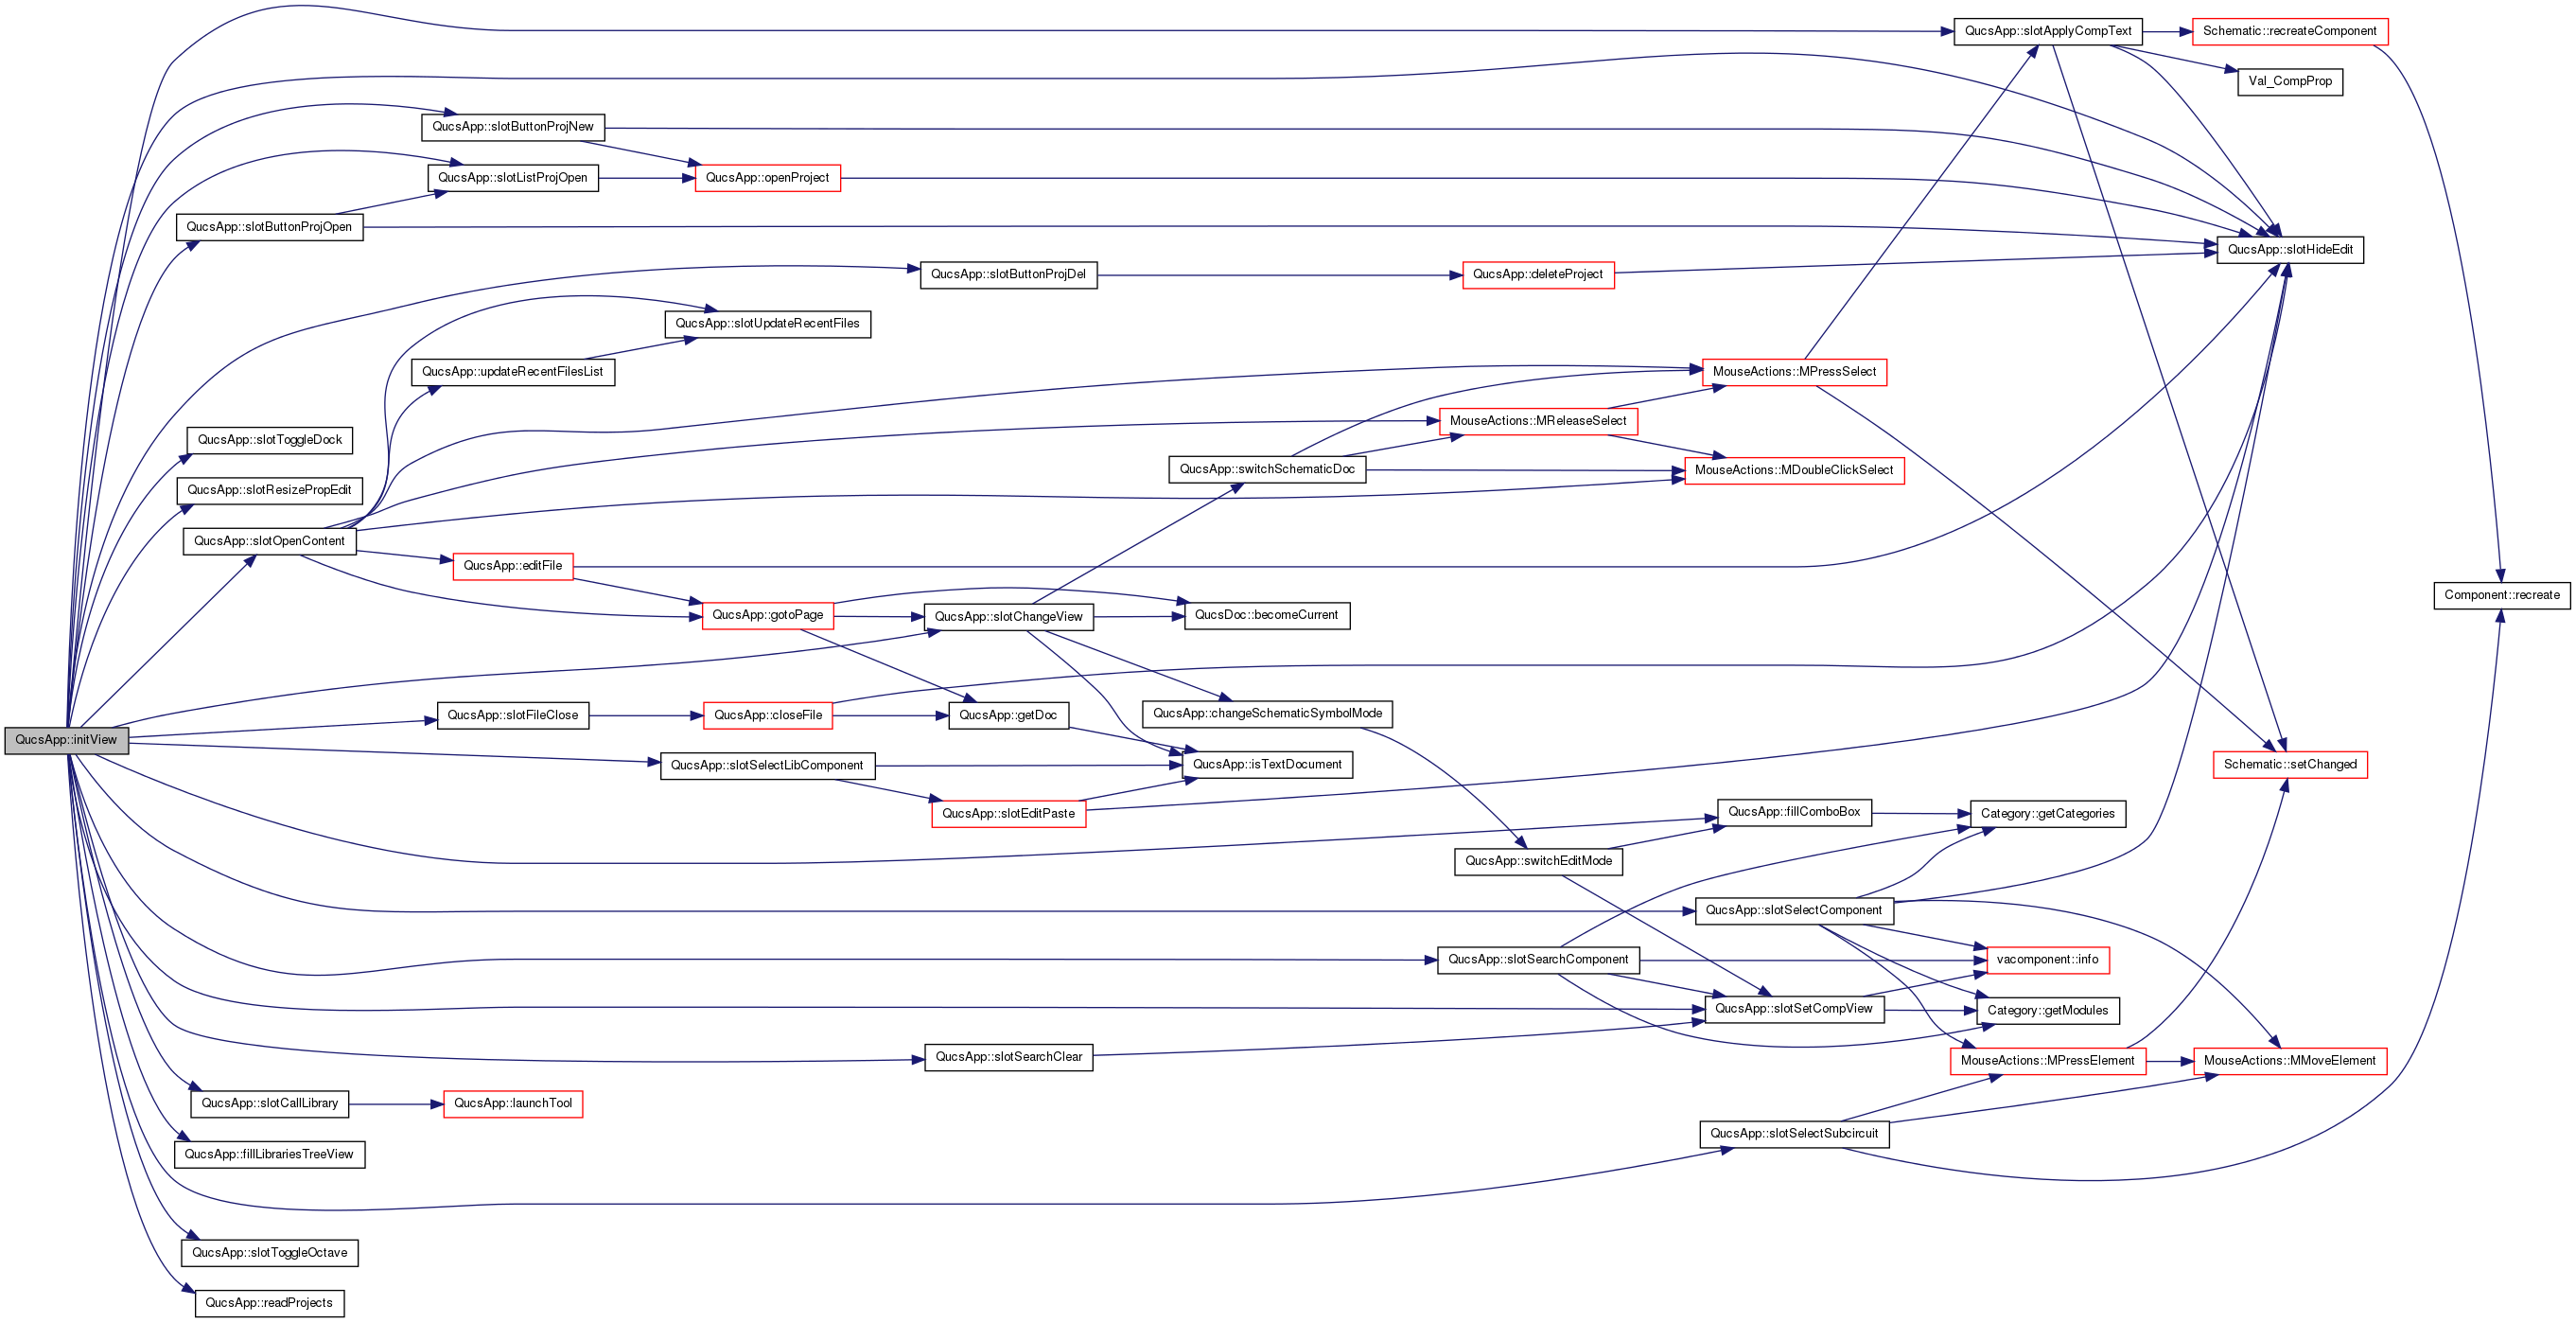 QucsApp::slotApplyCompText
Schematic::recreateComponent
Val_CompProp
QucsApp::slotButtonProjNew
QucsApp::slotListProjOpen
QucsApp::openProject
QucsApp::slotButtonProjOpen
QucsApp::slotHideEdit
QucsApp::slotButtonProjDel
QucsApp::deleteProject
QucsApp::slotUpdateRecentFiles
QucsApp::updateRecentFilesList
MouseActions::MPressSelect
MouseActions::MReleaseSelect
QucsApp::slotToggleDock
QucsApp::switchSchematicDoc
MouseActions::MDoubleClickSelect
QucsApp::slotResizePropEdit
QucsApp::slotOpenContent
QucsApp::editFile
Component::recreate
QucsApp::gotoPage
QucsApp::slotChangeView
QucsDoc::becomeCurrent
QucsApp::slotFileClose
QucsApp::closeFile
QucsApp::getDoc
QucsApp::changeSchematicSymbolMode
QucsApp::initView
QucsApp::slotSelectLibComponent
QucsApp::isTextDocument
Schematic::setChanged
QucsApp::slotEditPaste
QucsApp::fillComboBox
Category::getCategories
QucsApp::switchEditMode
QucsApp::slotSelectComponent
QucsApp::slotSearchComponent
vacomponent::info
QucsApp::slotSetCompView
Category::getModules
QucsApp::slotSearchClear
MouseActions::MPressElement
MouseActions::MMoveElement
QucsApp::slotCallLibrary
QucsApp::launchTool
QucsApp::slotSelectSubcircuit
QucsApp::fillLibrariesTreeView
QucsApp::slotToggleOctave
QucsApp::readProjects